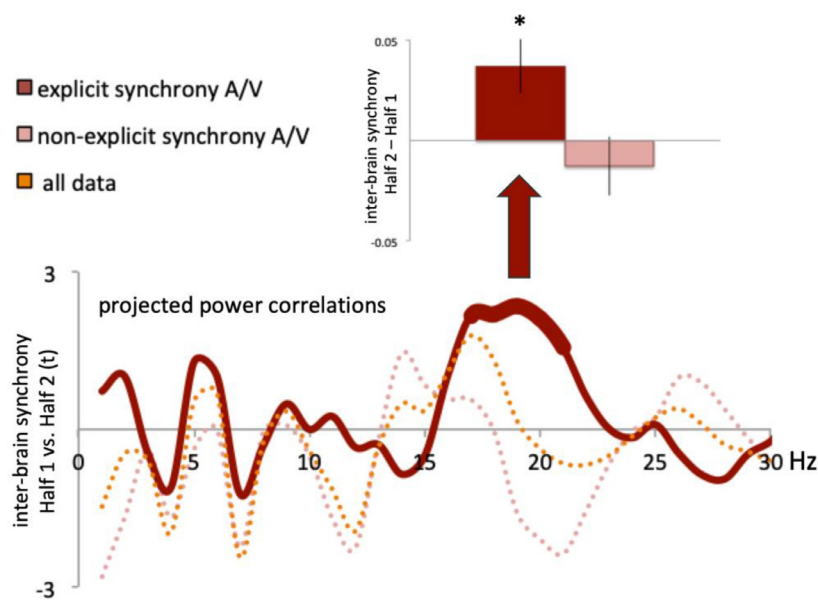 *
0.05
inter-brain synchrony
Half 2 – Half 1
-0.05
explicit synchrony A/V
non-explicit synchrony A/V
all data
3
projected power correlations
inter-brain synchrony
Half 1 vs. Half 2 (t)
0 5 10 15 20 25 30 Hz
-3